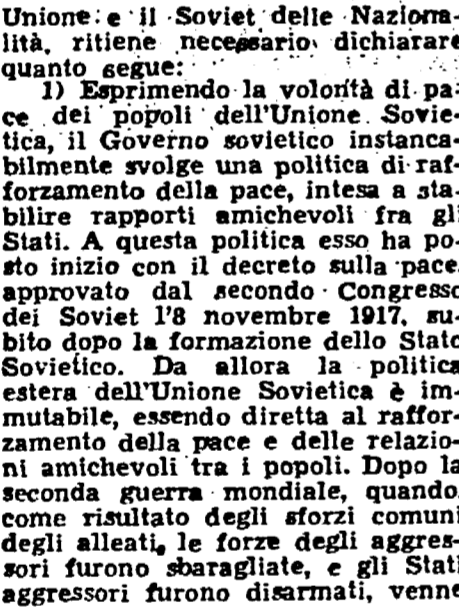 Unione e il Soviet delle Naziona-
lità, ritiene necessario dichiarare
quanto segue:
1) Esprimendo la volontà di pa-
ce dei popoli dell'Unione Sovie-
tica, il Governo sovietico instanca-
bilmente svolge una politica di raf-
forzamento della pace, intesa a sta-
bilire rapporti amichevoli fra gli
Stati. A questa politica esso ha po-
sto inizio con il decreto sulla pace,
approvato dal secondo Congresso
dei Soviet l'8 novembre 1917, su-
bito dopo la formazione dello Stato
Sovietico. Da allora la politica
estera dell'Unione Sovietica è im-
mutabile, essendo diretta al raffor-
zamento della pace e delle relazio-
ni amichevoli tra i popoli. Dopo la
seconda guerra mondiale, quando,
come risultato degli sforzi comuni
degli alleati, le forze degli aggres-
sori furono sbaragliate, e gli Stati
aggressori furono disarmati, venne